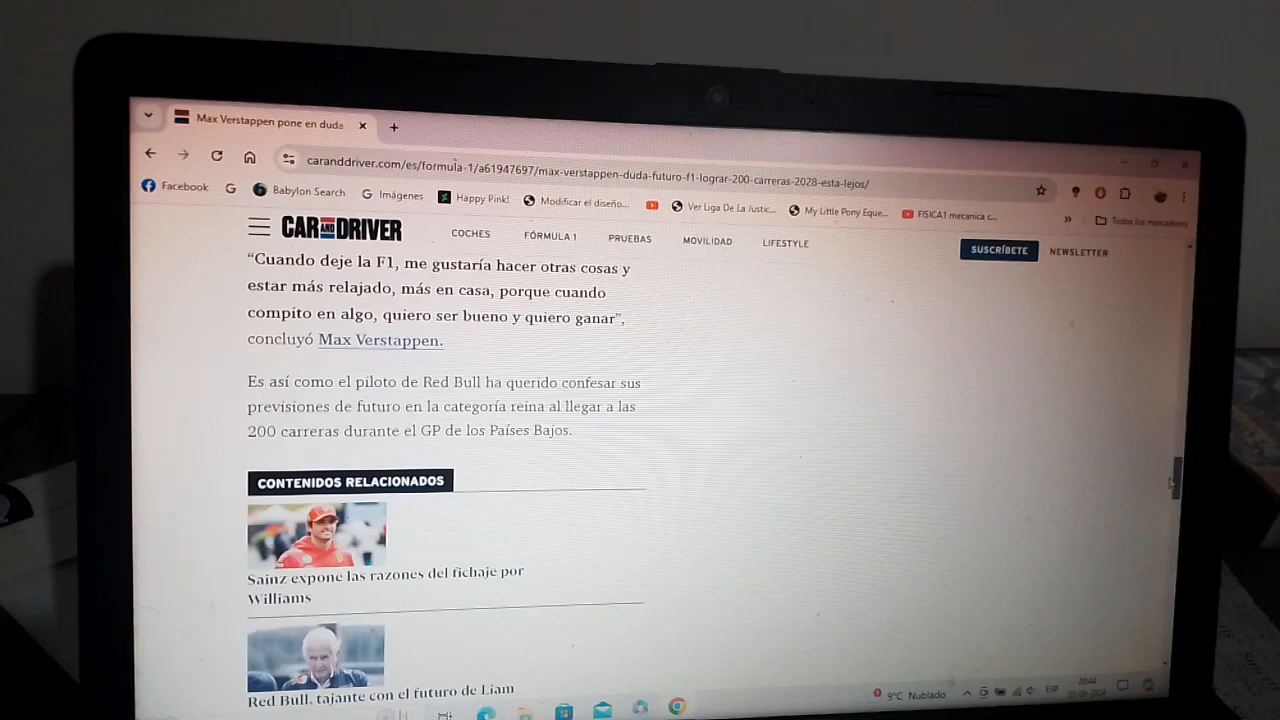 Max Verstappen pone en duda
caranddriver.com/es/formula-1/a61947697/max-verstappen-duda-futuro-f1-lograr-200-carreras-2028-esta-lejos/
Facebook
Babylon Search
Imágenes
Happy Pink!
Modificar el diseño...
Ver Liga De La Justic...
My Little Pony Eque...
FISICA1 mecanica c...
Todos los marcadores
CAR AND DRIVER
COCHES
FÓRMULA 1
PRUEBAS
MOVILIDAD
LIFESTYLE
SUSCRÍBETE
NEWSLETTER
“Cuando deje la F1, me gustaría hacer otras cosas y
estar más relajado, más en casa, porque cuando
compito en algo, quiero ser bueno y quiero ganar”,
concluyó Max Verstappen.
Es así como el piloto de Red Bull ha querido confesar sus
previsiones de futuro en la categoría reina al llegar a las
200 carreras durante el GP de los Países Bajos.
CONTENIDOS RELACIONADOS
Sainz expone las razones del fichaje por
Williams
Red Bull, tajante con el futuro de Liam
9°C Nublado
ESP
20:44
22-08-2024